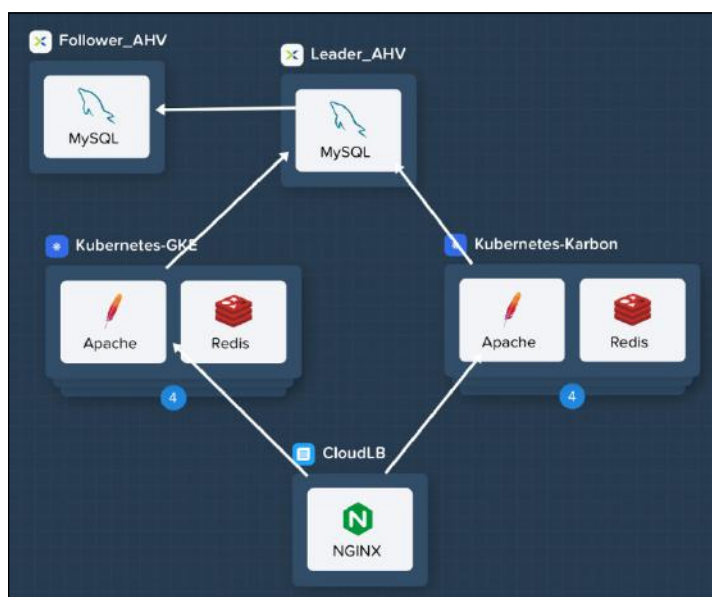 Follower_AHV
Leader_AHV
MySQL
MySQL
Kubernetes-GKE
Kubernetes-Karbon
Apache
Redis
Apache
Redis
4
4
CloudLB
NGINX